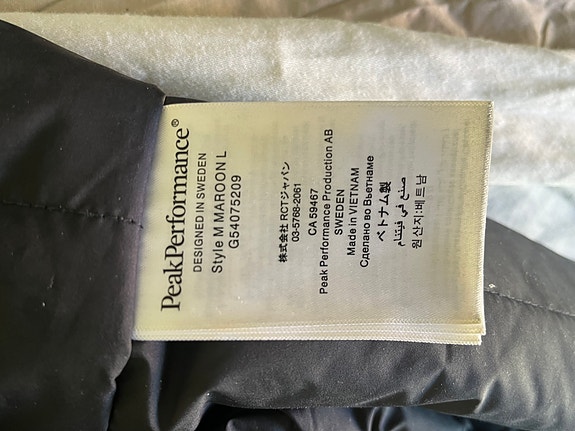 PeakPerformance®
DESIGNED IN SWEDEN
Style M MAROON L
G54075209
株式会社 RCTジャパン
03-5768-2061
CA 59467
Peak Performance Production AB
SWEDEN
Made in VIETNAM
Сделано во Вьетнаме
ベトナム製
صنع في فيتنام
원산지:베트남